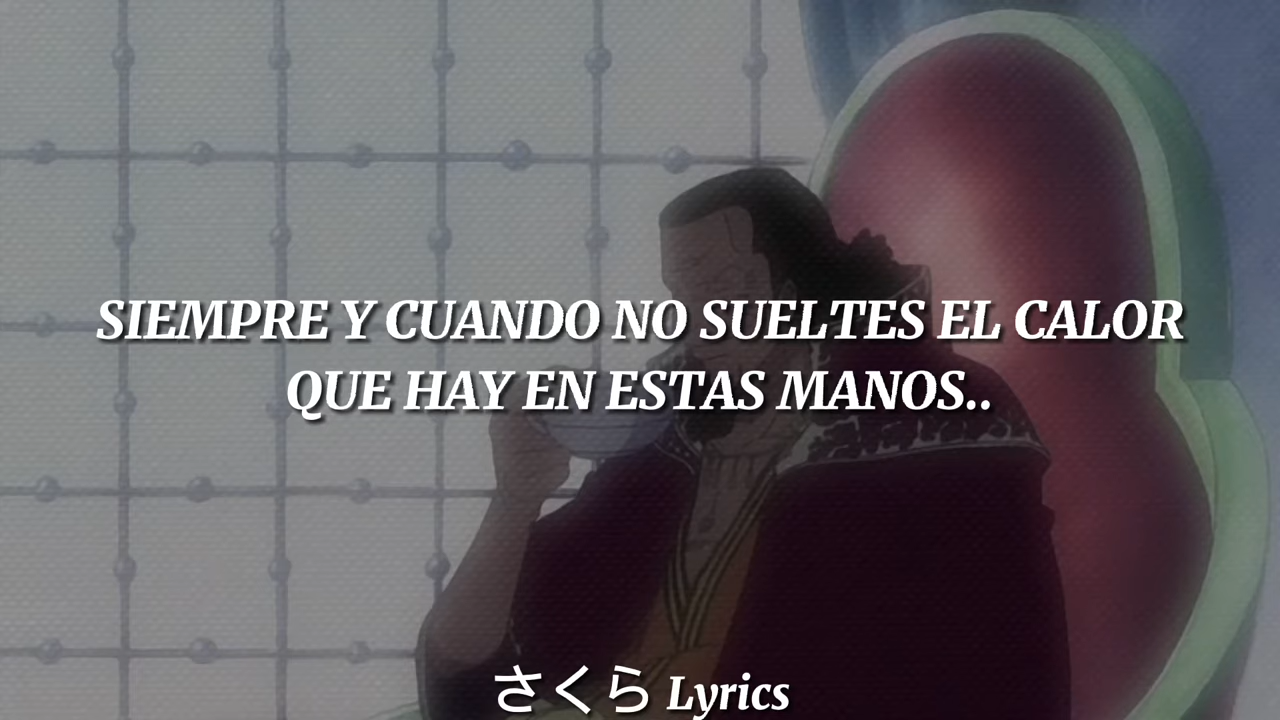 SIEMPRE Y CUANDO NO SUELTES EL CALOR
QUE HAY EN ESTAS MANOS..
さくら Lyrics